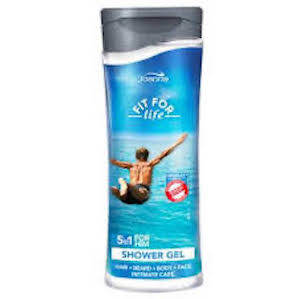 Joanna
FIT FOR
life
5in1 FOR
HIM
SHOWER GEL
HAIR • BEARD • BODY • FACE
INTIMATE CARE